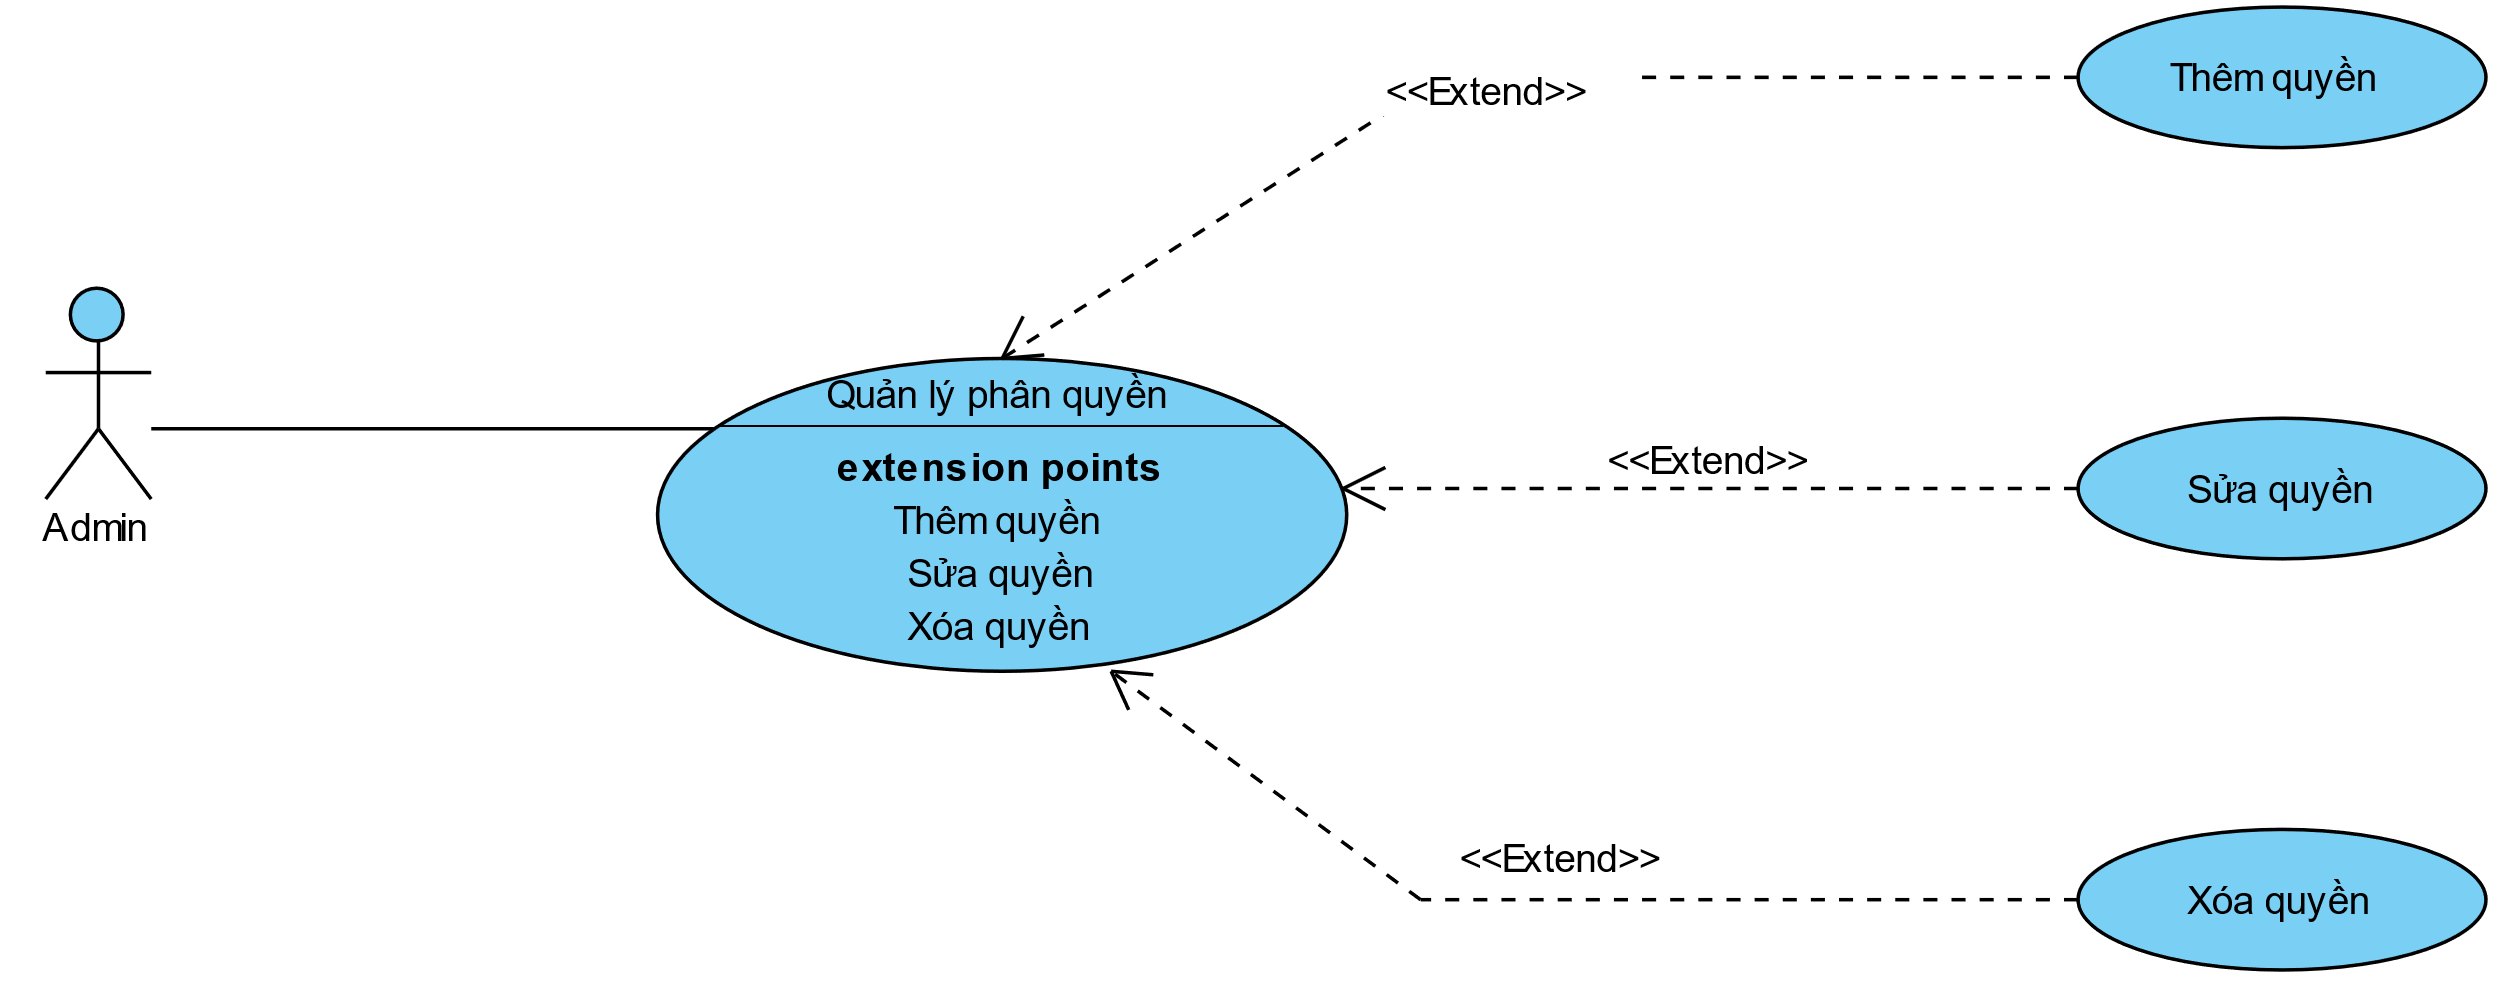 <<Extend>>
Thêm quyền
Admin
Quản lý phân quyền
extension points
Thêm quyền
Sửa quyền
Xóa quyền
<<Extend>>
Sửa quyền
<<Extend>>
Xóa quyền